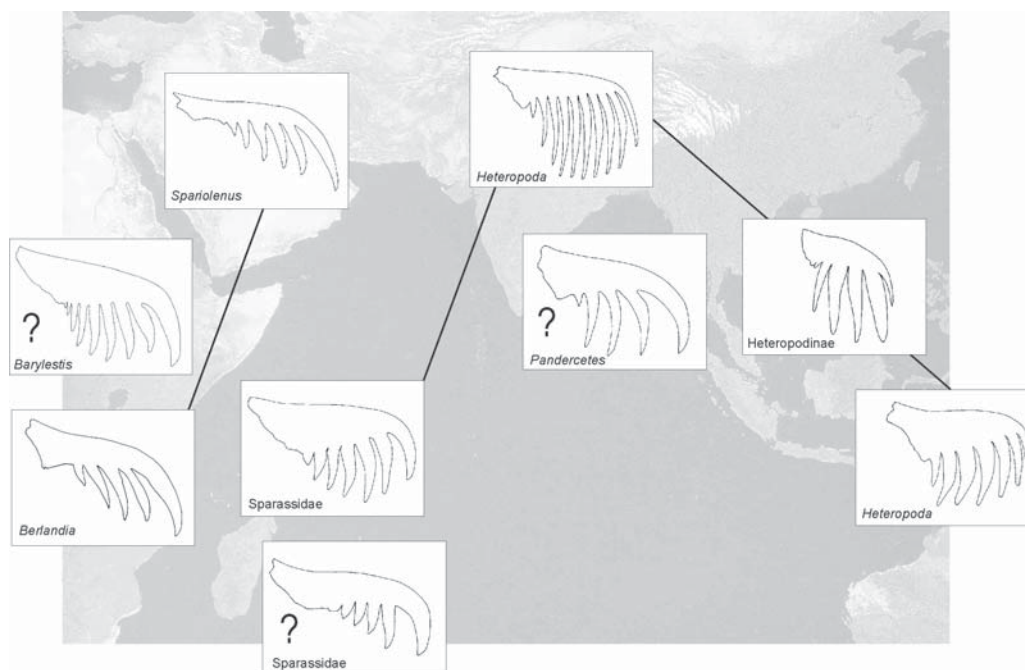 Heteropoda
Spariolenus
?
Barylestis
?
Pandercetes
Heteropodinae
Berlandia
Sparassidae
Heteropoda
?
Sparassidae